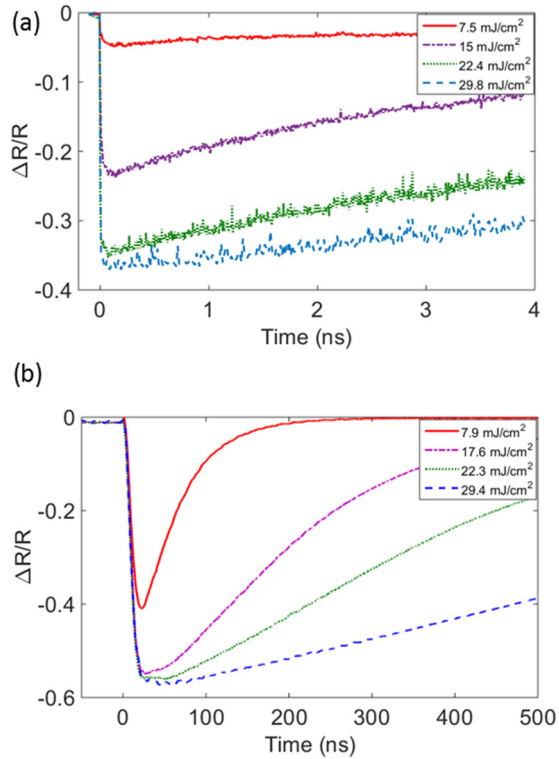 (a)
0
-0.1
-0.2
-0.3
-0.4
ΔR/R
7.5 mJ/cm²
15 mJ/cm²
22.4 mJ/cm²
29.8 mJ/cm²
0 1 2 3 4
Time (ns)
(b)
0
-0.2
-0.4
-0.6
ΔR/R
7.9 mJ/cm²
17.6 mJ/cm²
22.3 mJ/cm²
29.4 mJ/cm²
0 100 200 300 400 500
Time (ns)